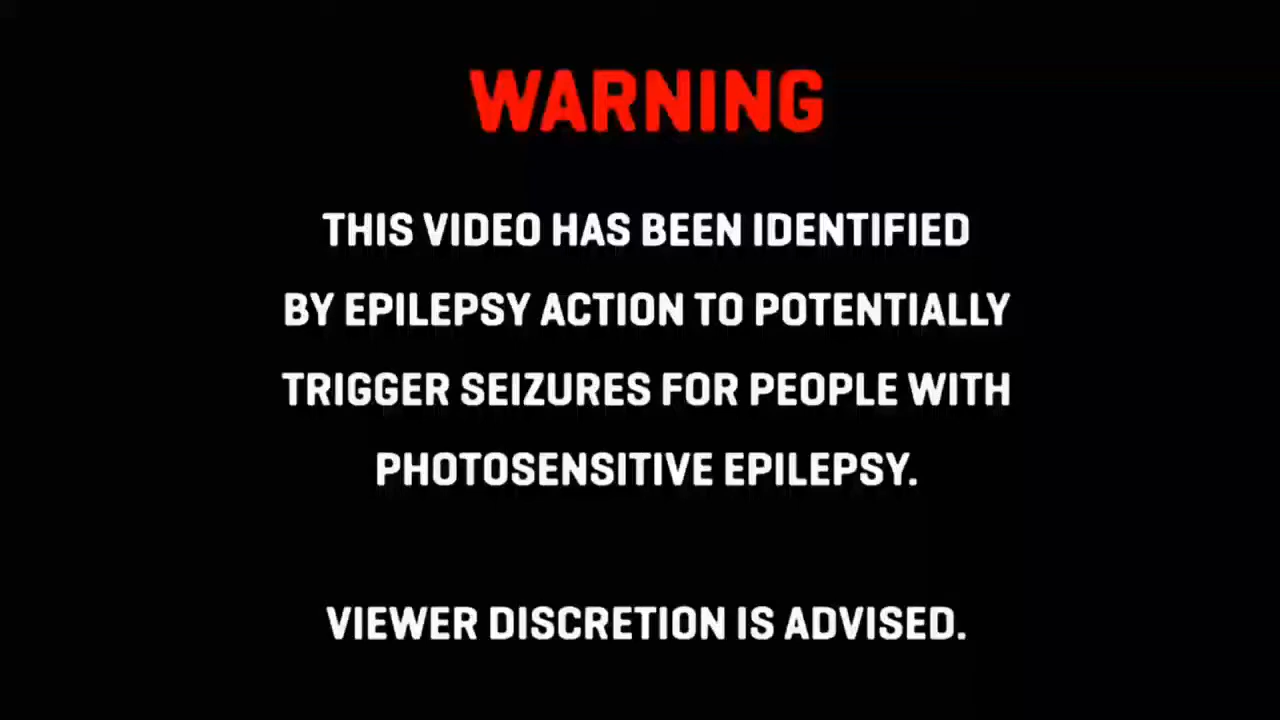 WARNING
THIS VIDEO HAS BEEN IDENTIFIED
BY EPILEPSY ACTION TO POTENTIALLY
TRIGGER SEIZURES FOR PEOPLE WITH
PHOTOSENSITIVE EPILEPSY.
VIEWER DISCRETION IS ADVISED.